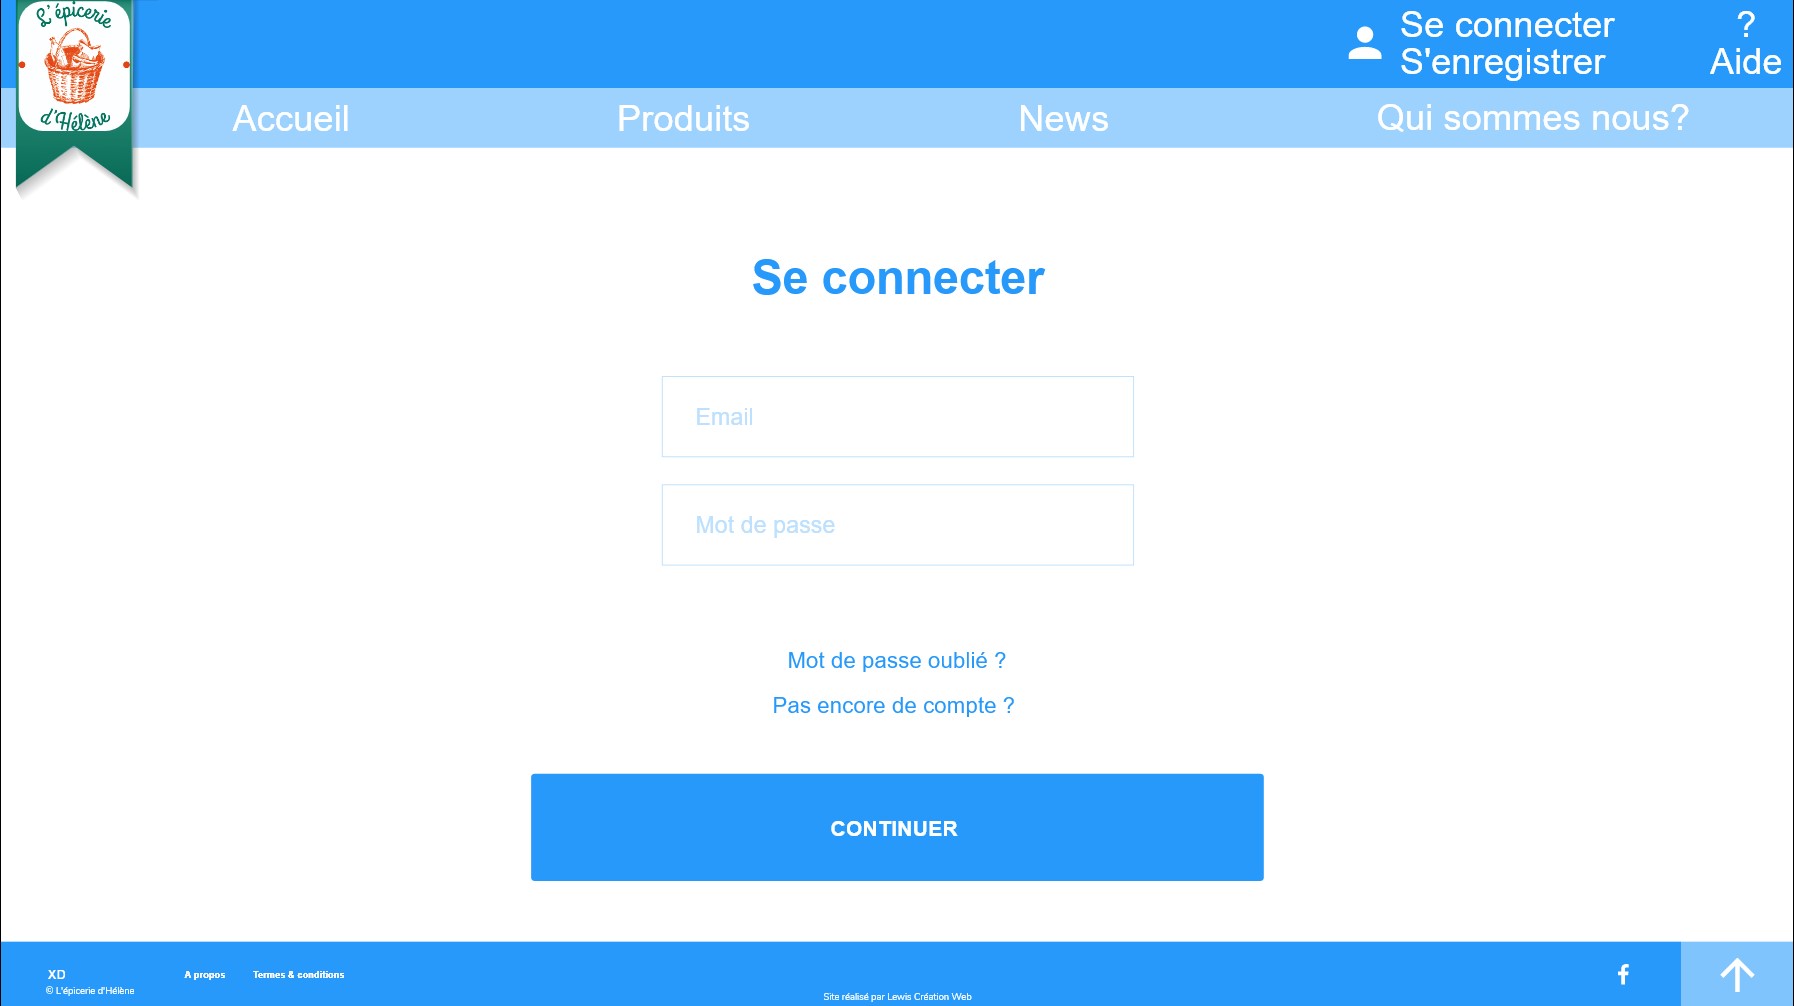 L'épicerie
d'Hélène
Se connecter
S'enregistrer
?
Aide
Accueil
Produits
News
Qui sommes nous?
Se connecter
Email
Mot de passe
Mot de passe oublié ?
Pas encore de compte ?
CONTINUER
XD
© L'épicerie d'Hélène
A propos
Termes & conditions
Site réalisé par Lewis Création Web